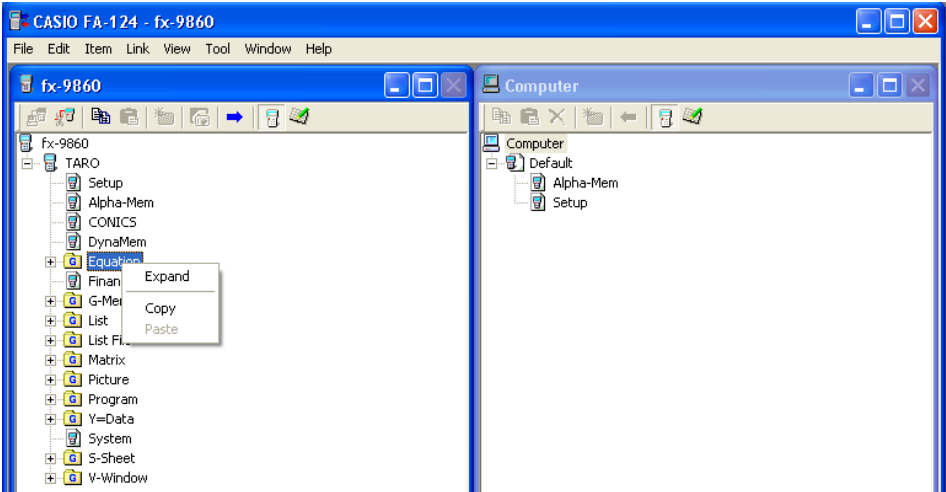 CASIO FA-124 - fx-9860
File Edit Item Link View Tool Window Help
fx-9860
fx-9860
TARO
Setup
Alpha-Mem
CONICS
DynaMem
Equation
Finan
G-Me
List
List Fi
Matrix
Picture
Program
Y=Data
System
S-Sheet
V-Window
Expand
Copy
Paste
Computer
Computer
Default
Alpha-Mem
Setup